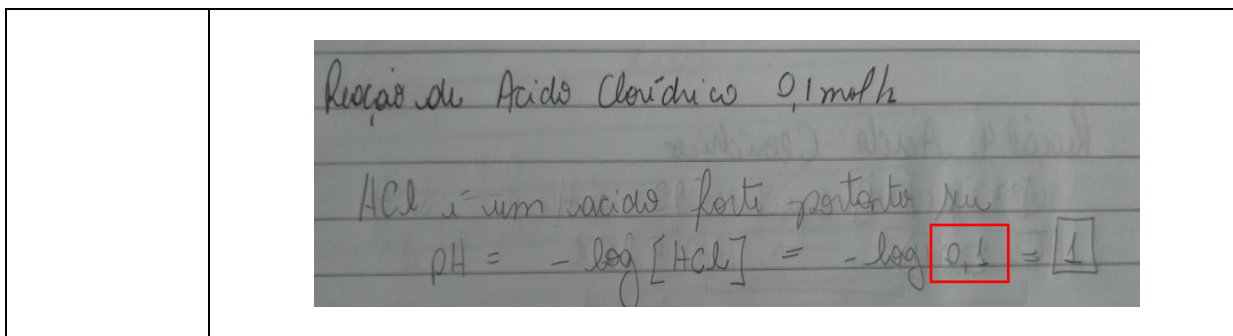 Reação de Acido Clorídrico 0,1 mol/L
HCl é um acido forte portanto seu
pH = - log [HCl] = - log 0,1 = 1